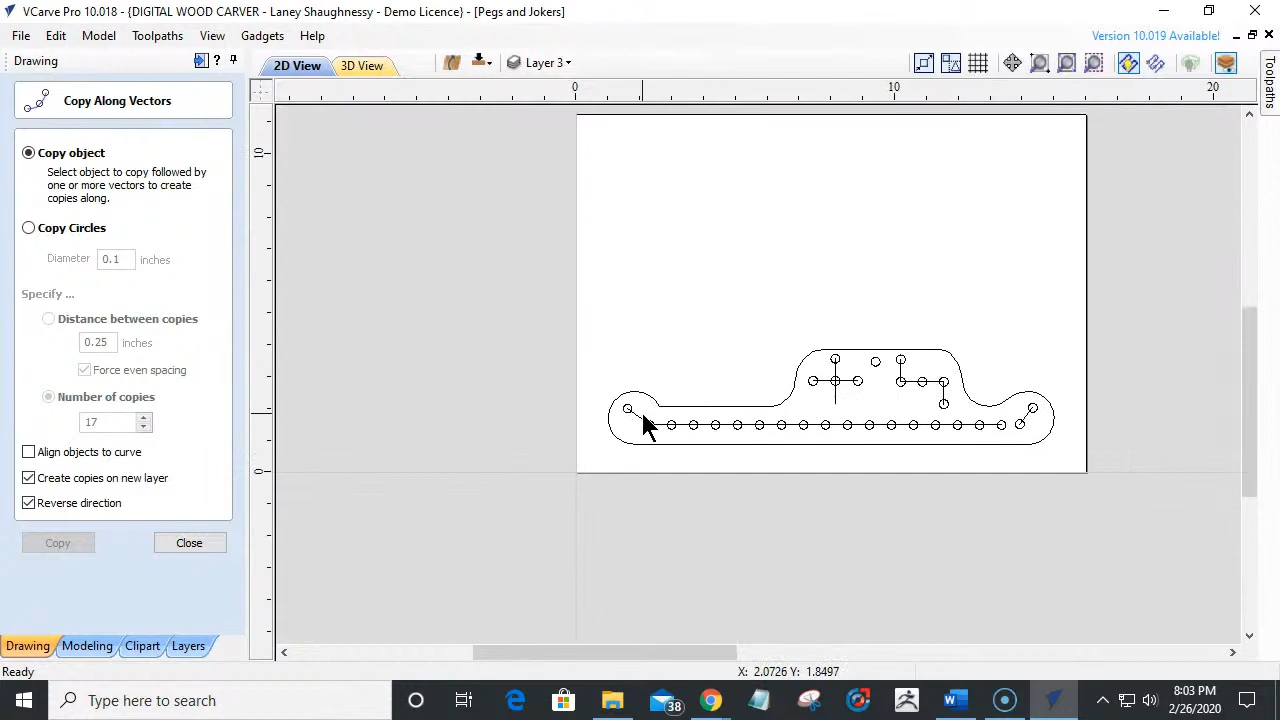 VCarve Pro 10.018 - {DIGITAL WOOD CARVER - Laney Shaughnessy - Demo Licence} - [Pegs and Jokers]
File Edit Model Toolpaths View Gadgets Help
Version 10.019 Available!
Drawing
2D View
3D View
Layer 3
Toolpaths
0
10
20
10
0
Copy Along Vectors
Copy object
Select object to copy followed by
one or more vectors to create
copies along.
Copy Circles
Diameter 0.1 inches
Specify ...
Distance between copies
0.25 inches
Force even spacing
Number of copies
17
Align objects to curve
Create copies on new layer
Reverse direction
Copy Close
Drawing Modeling Clipart Layers
Ready
X: 2.0726 Y: 1.8497
Type here to search
38
8:03 PM
2/26/2020